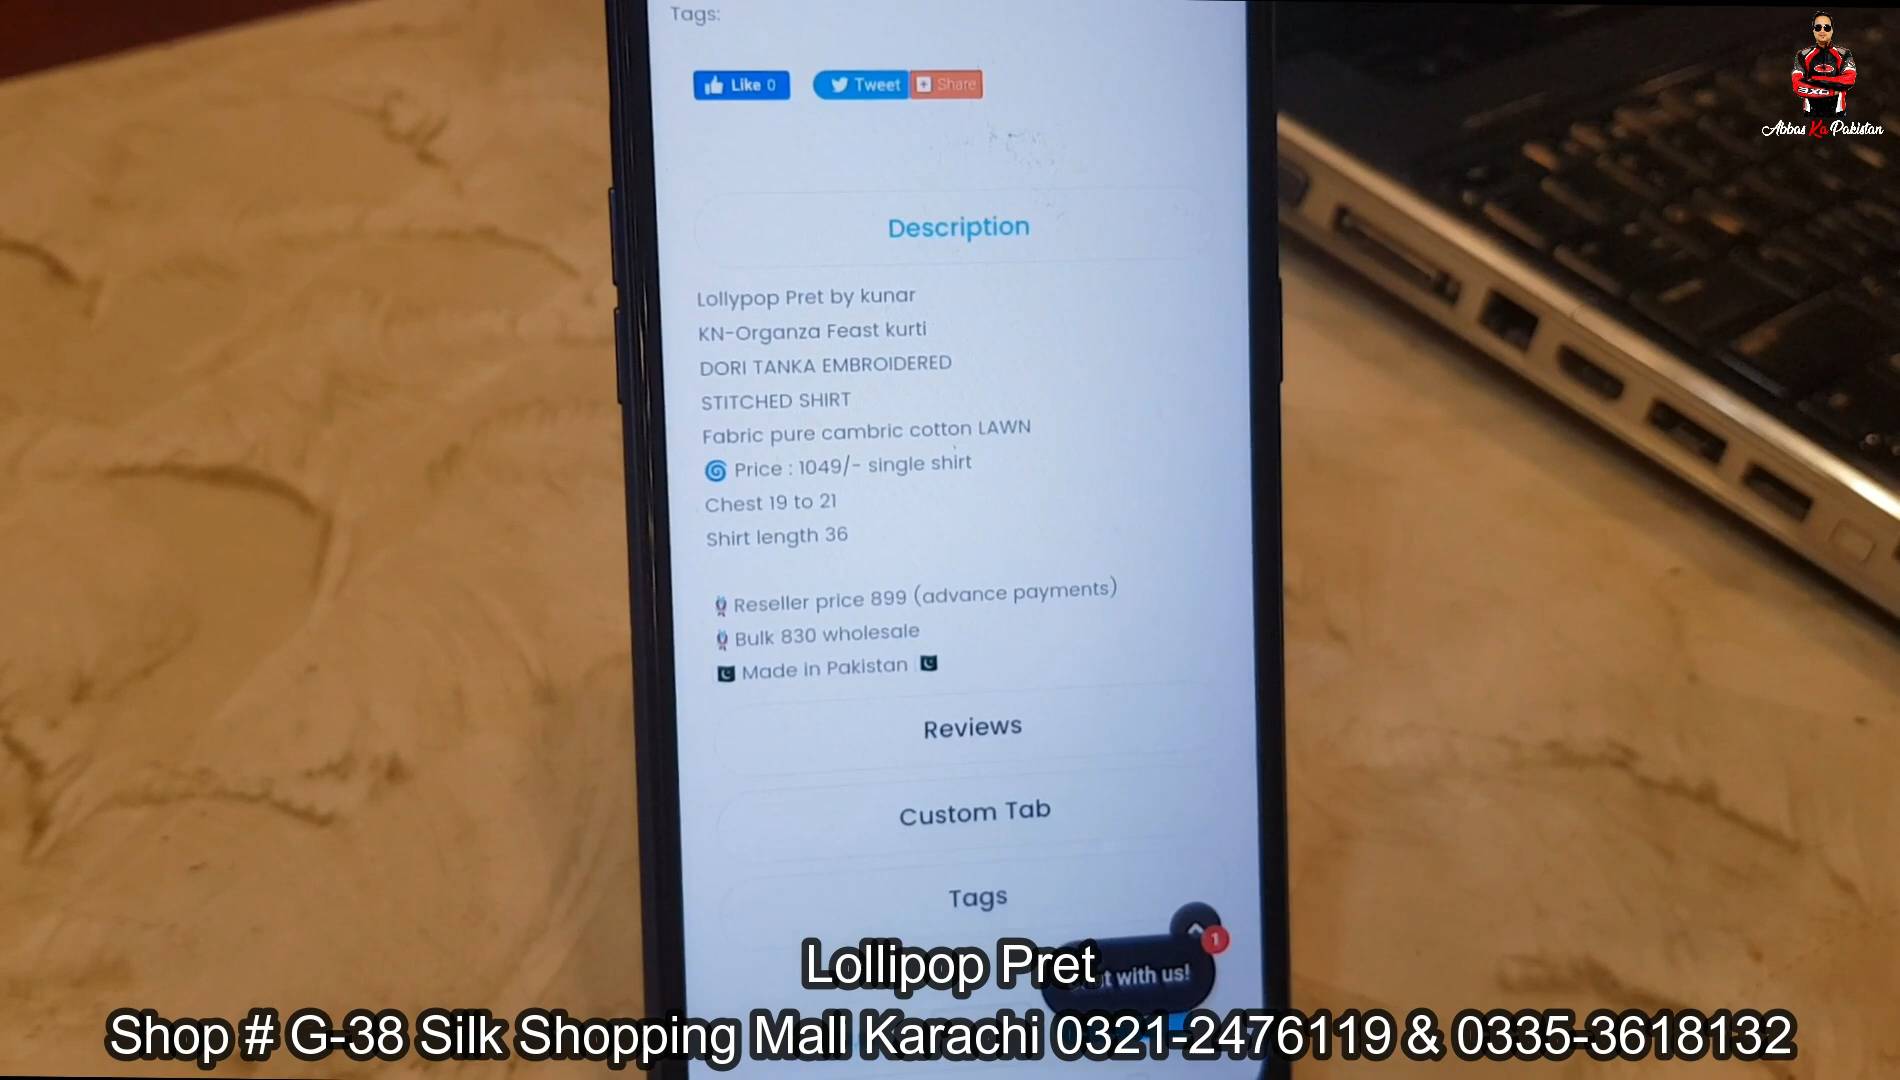 Tags:
Like 0
Tweet
Share
Abbas Ka Pakistan
Description
Lollypop Pret by kunar
KN-Organza Feast kurti
DORI TANKA EMBROIDERED
STITCHED SHIRT
Fabric pure cambric cotton LAWN
🌀 Price : 1049/- single shirt
Chest 19 to 21
Shirt length 36
Reseller price 899 (advance payments)
Bulk 830 wholesale
🇵🇰 Made in Pakistan 🇵🇰
Reviews
Custom Tab
Tags
1
t with us!
Lollipop Pret
Shop # G-38 Silk Shopping Mall Karachi 0321-2476119 & 0335-3618132